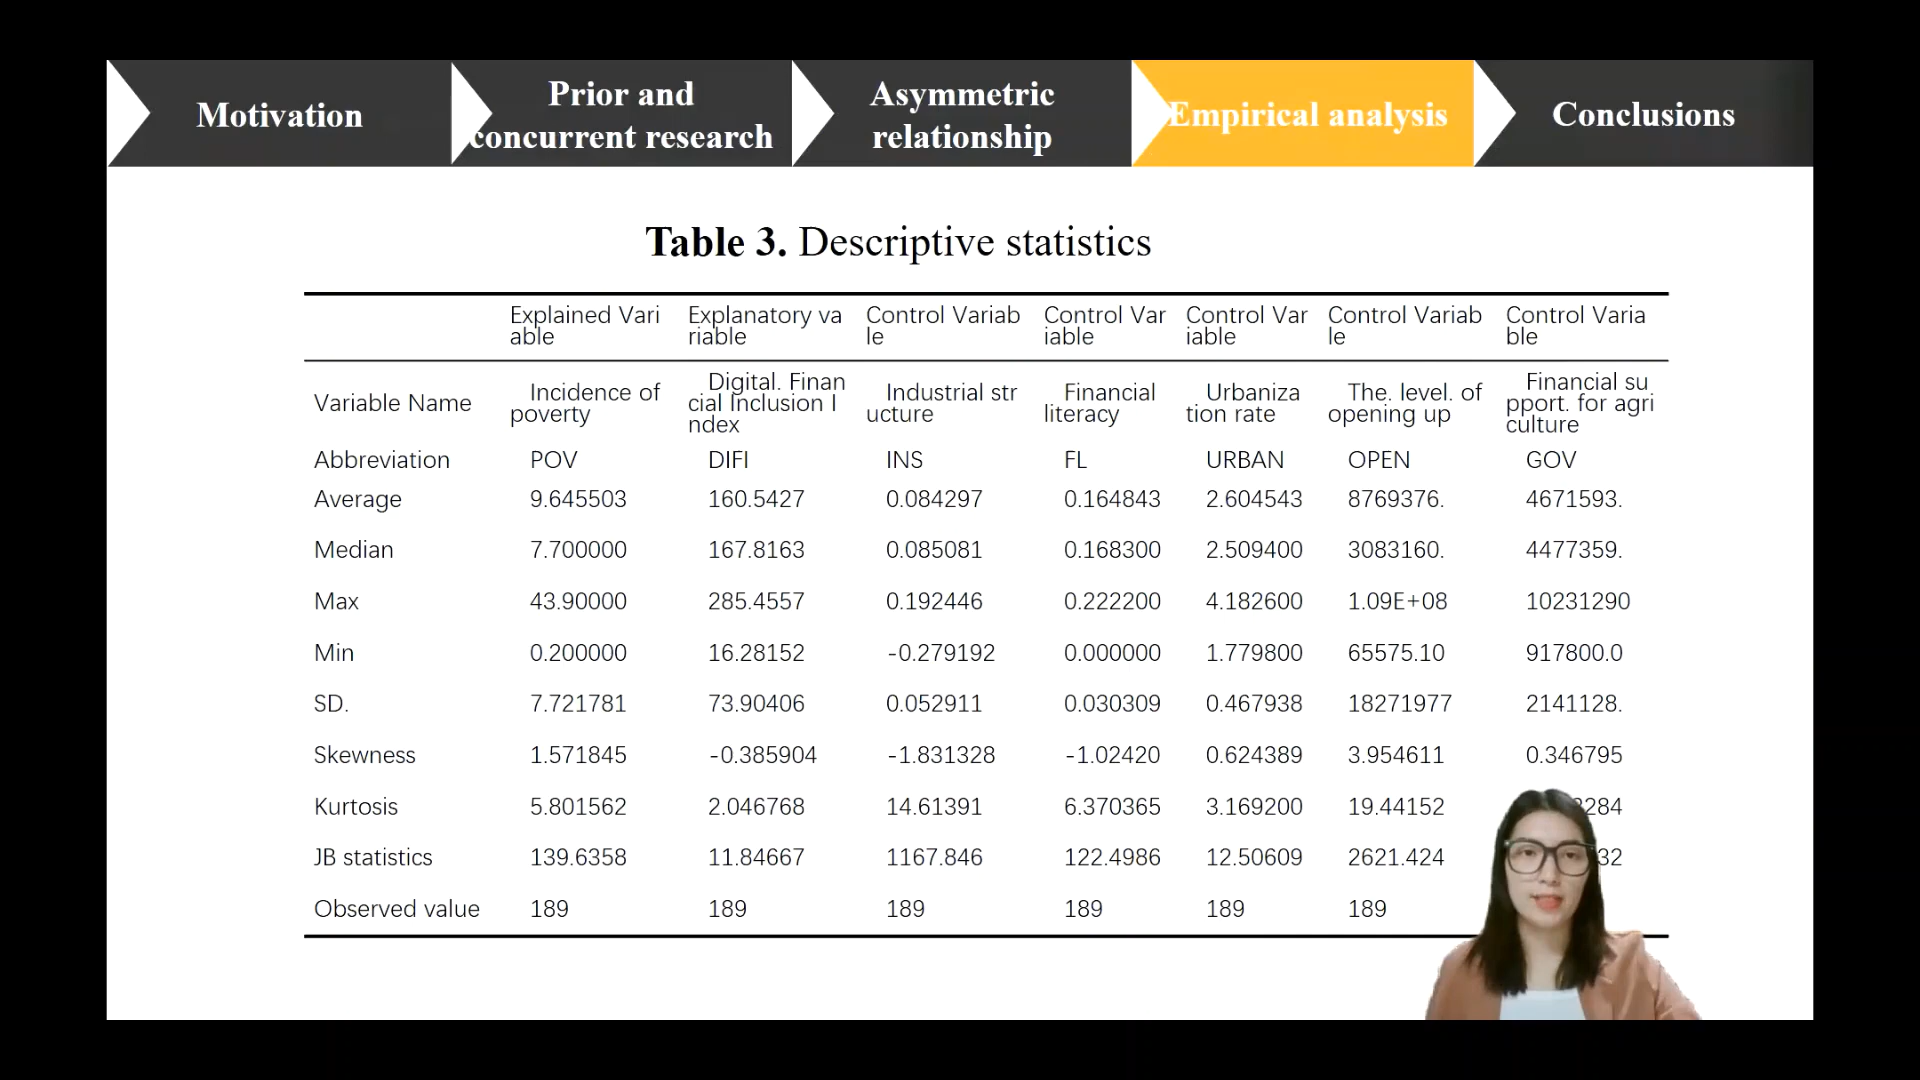 Motivation
Prior and
concurrent research
Asymmetric
relationship
Empirical analysis
Conclusions
Table 3. Descriptive statistics
Explained Vari
able
Explanatory va
riable
Control Variab
le
Control Var
iable
Control Var
iable
Control Variab
le
Control Varia
ble
Variable Name
Incidence of
poverty
Digital. Finan
cial Inclusion I
ndex
Industrial str
ucture
Financial
literacy
Urbaniza
tion rate
The. level. of
opening up
Financial su
pport. for agri
culture
Abbreviation POV DIFI INS FL URBAN OPEN GOV
Average 9.645503 160.5427 0.084297 0.164843 2.604543 8769376. 4671593.
Median 7.700000 167.8163 0.085081 0.168300 2.509400 3083160. 4477359.
Max 43.90000 285.4557 0.192446 0.222200 4.182600 1.09E+08 10231290
Min 0.200000 16.28152 -0.279192 0.000000 1.779800 65575.10 917800.0
SD. 7.721781 73.90406 0.052911 0.030309 0.467938 18271977 2141128.
Skewness 1.571845 -0.385904 -1.831328 -1.02420 0.624389 3.954611 0.346795
Kurtosis 5.801562 2.046768 14.61391 6.370365 3.169200 19.44152
JB statistics 139.6358 11.84667 1167.846 122.4986 12.50609 2621.424
Observed value 189 189 189 189 189 189